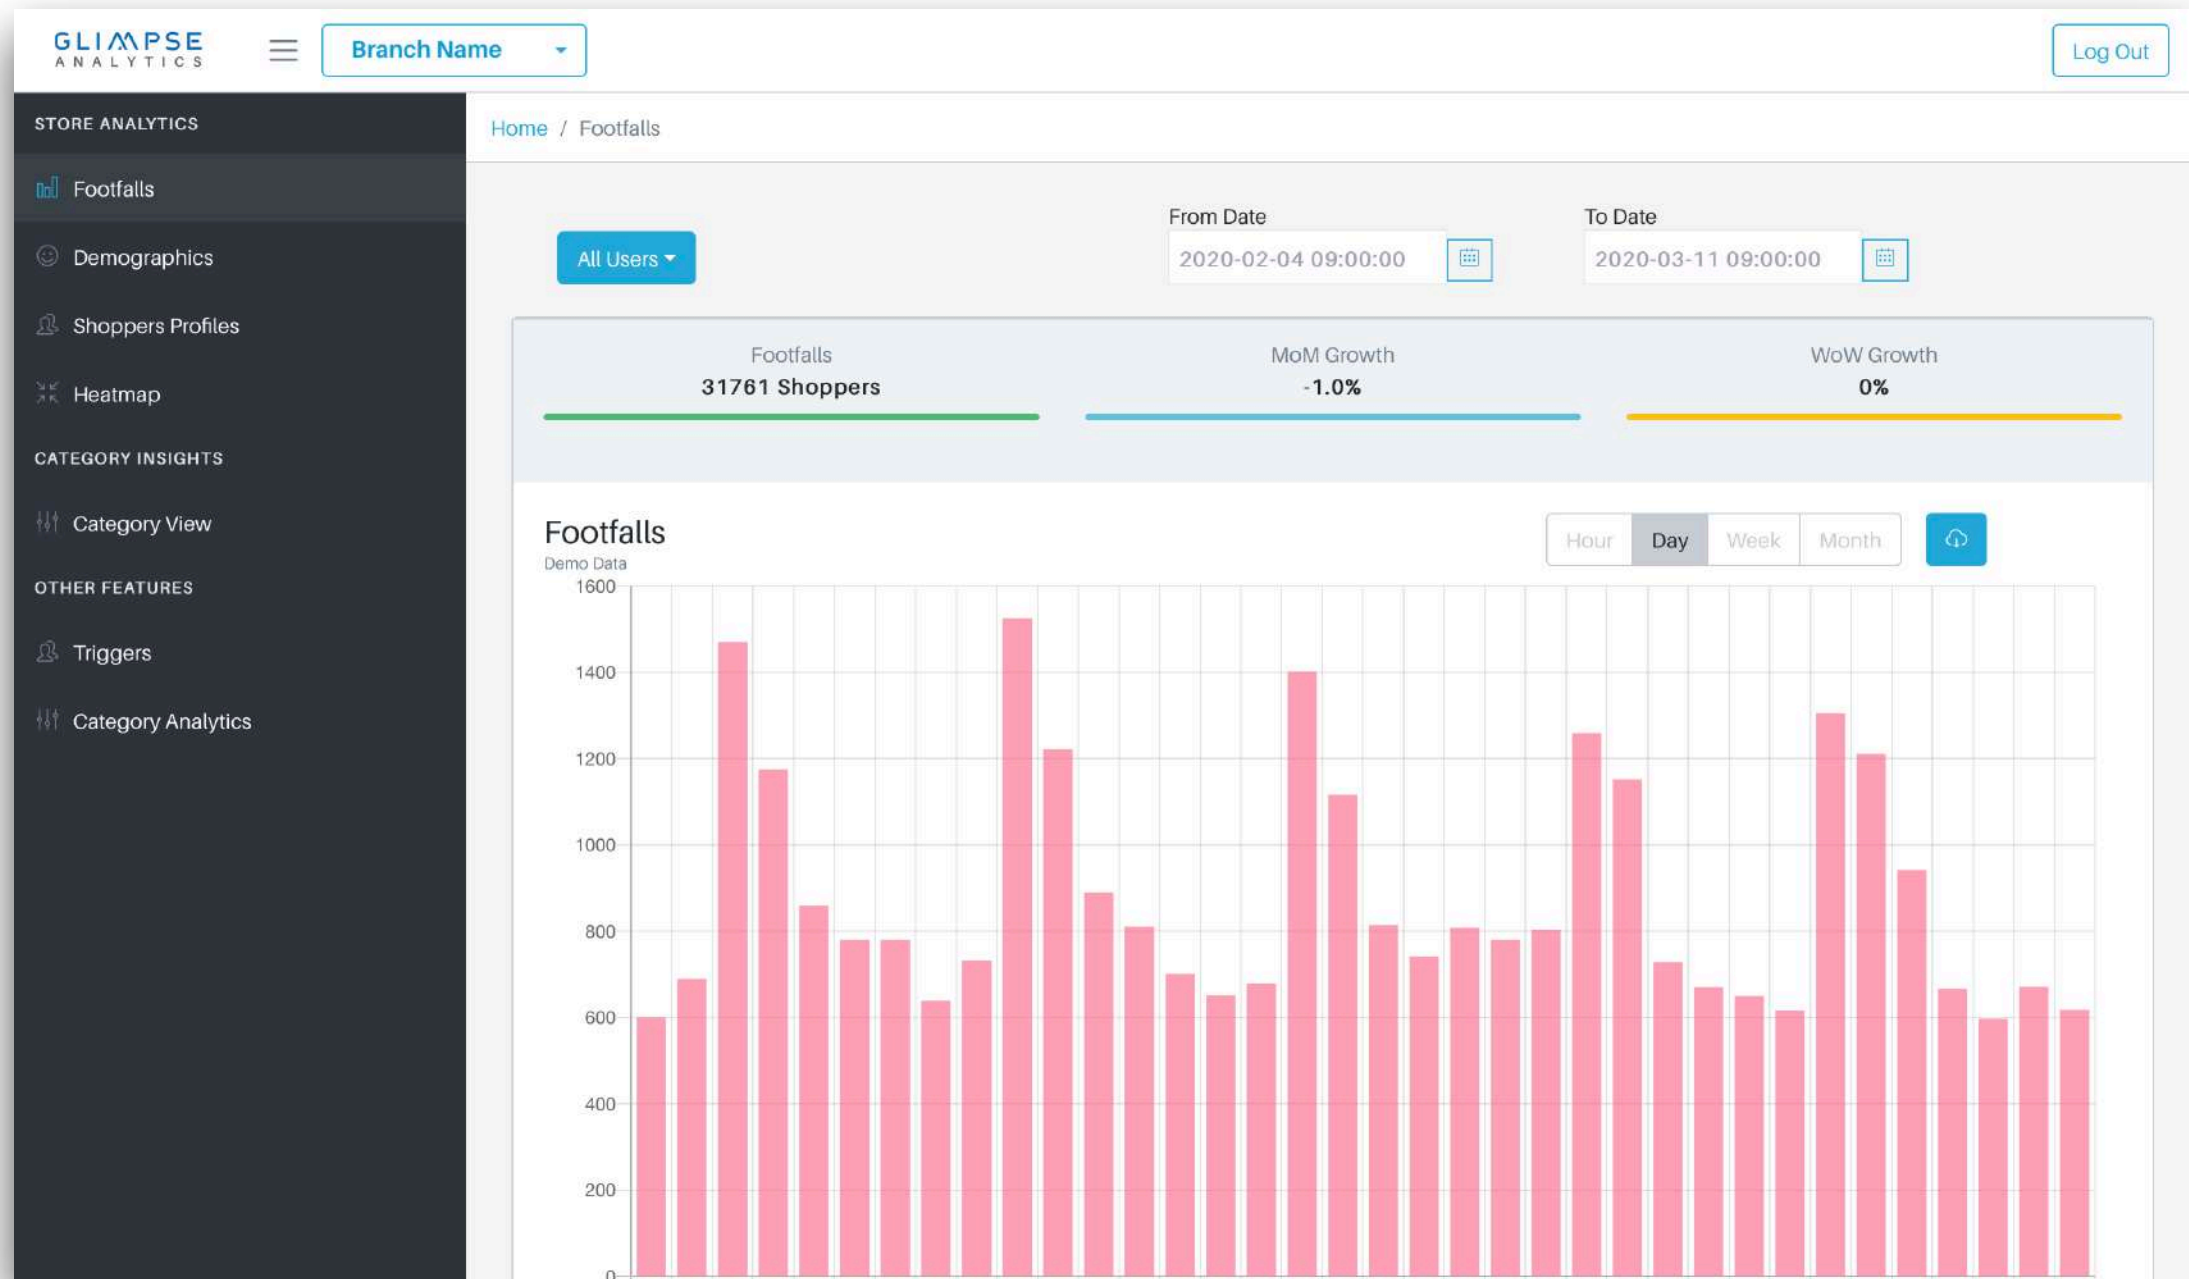 GLIMPSE
ANALYTICS
Branch Name
Log Out
STORE ANALYTICS
Footfalls
Demographics
Shoppers Profiles
Heatmap
CATEGORY INSIGHTS
Category View
OTHER FEATURES
Triggers
Category Analytics
Home / Footfalls
All Users
From Date
2020-02-04 09:00:00
To Date
2020-03-11 09:00:00
Footfalls
31761 Shoppers
MoM Growth
-1.0%
WoW Growth
0%
Footfalls
Demo Data
Hour Day Week Month
1600
1400
1200
1000
800
600
400
200
0